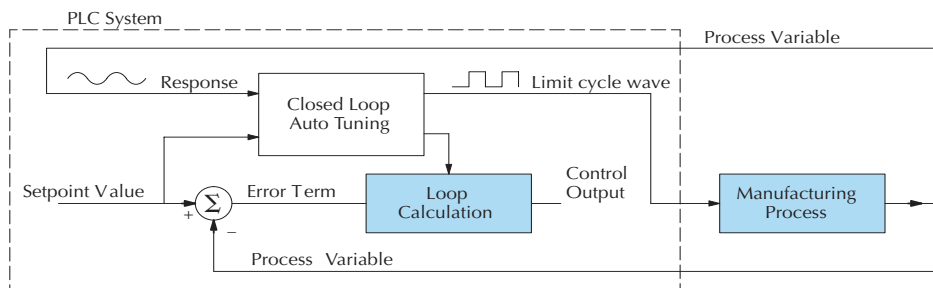 PLC System
Process Variable
Response
Limit cycle wave
Closed Loop
Auto Tuning
Setpoint Value
+
Σ
−
Error Term
Loop
Calculation
Control
Output
Manufacturing
Process
Process Variable